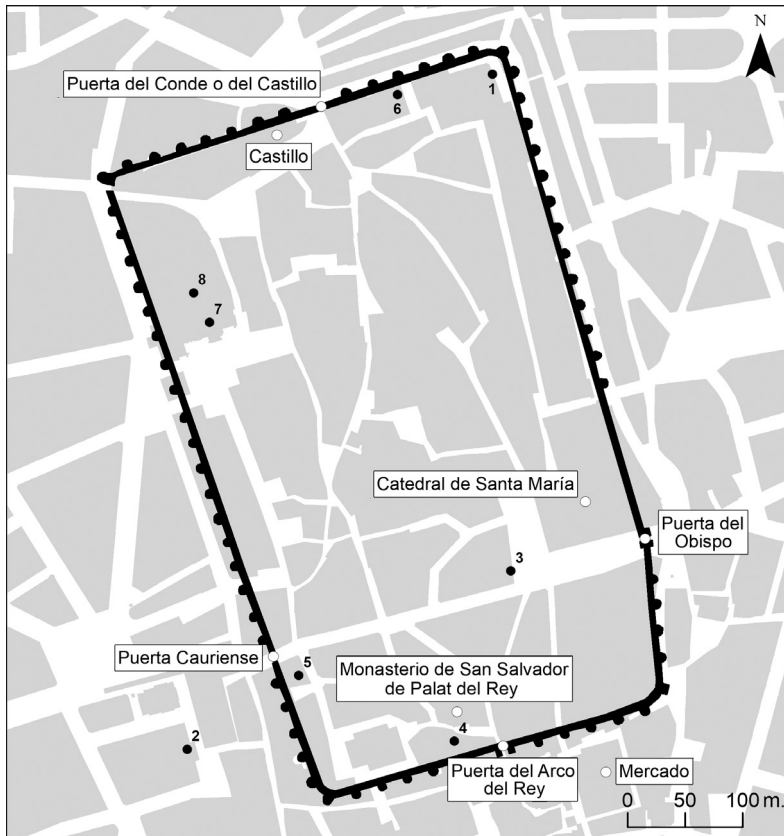 N
Puerta del Conde o del Castillo
1
6
Castillo
8
7
Catedral de Santa María
Puerta del
Obispo
3
Puerta Cauriense
5
Monasterio de San Salvador
de Palat del Rey
2
4
Puerta del Arco
del Rey
Mercado
0 50 100 m.